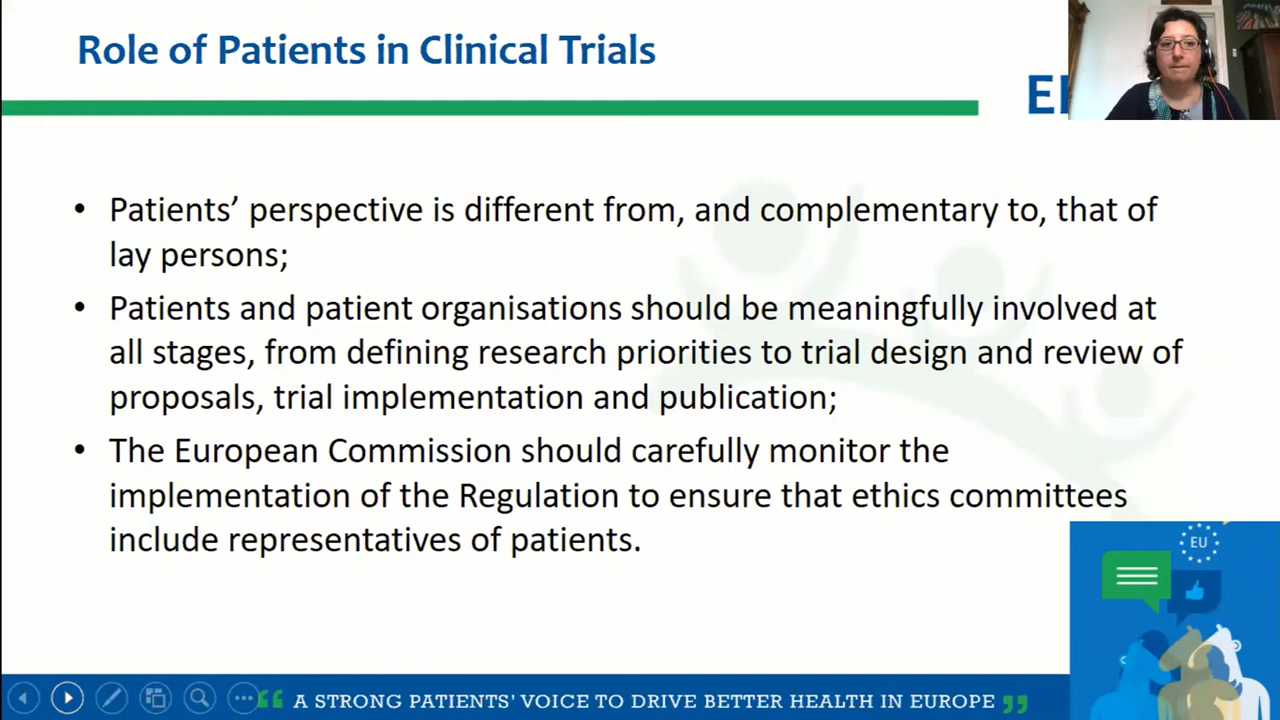 Role of Patients in Clinical Trials
• Patients’ perspective is different from, and complementary to, that of
lay persons;
• Patients and patient organisations should be meaningfully involved at
all stages, from defining research priorities to trial design and review of
proposals, trial implementation and publication;
• The European Commission should carefully monitor the
implementation of the Regulation to ensure that ethics committees
include representatives of patients.
EU
“ A STRONG PATIENTS’ VOICE TO DRIVE BETTER HEALTH IN EUROPE ”